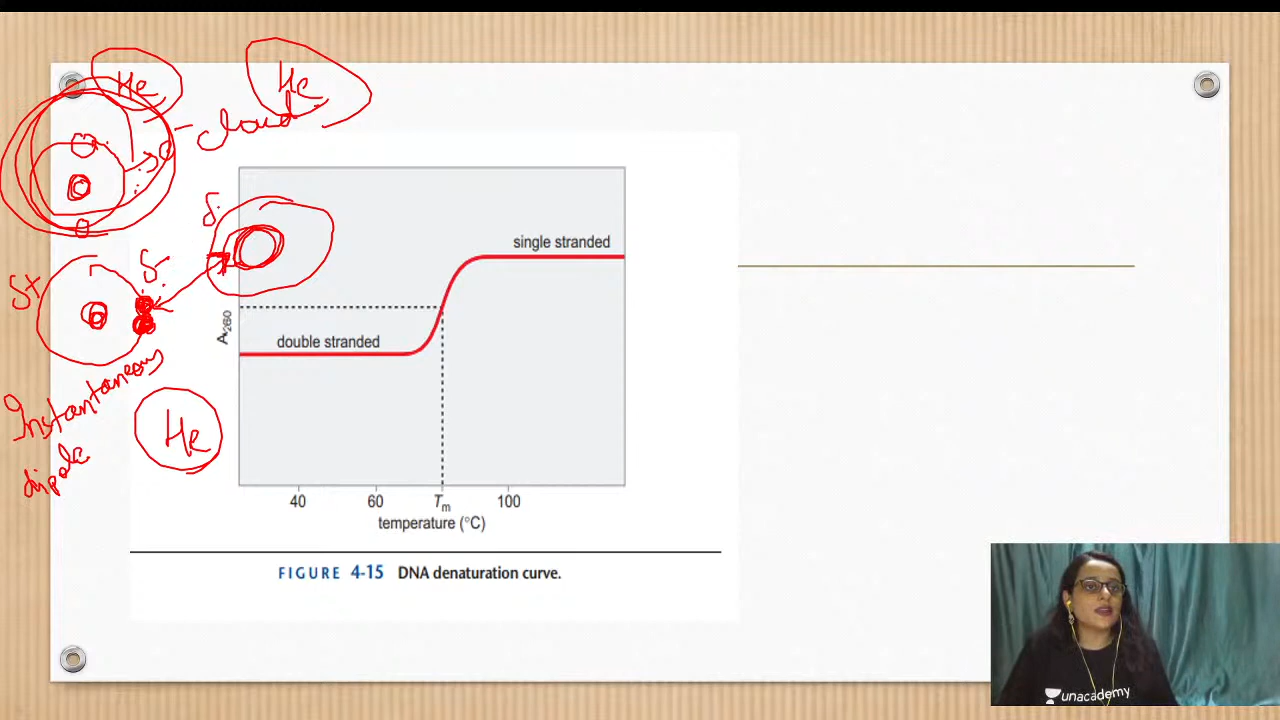 He
He
e- cloud
δ-
δ+
δ-
single stranded
double stranded
A260
Instantaneous
dipole
He
40
60
Tm
100
temperature (°C)
FIGURE 4-15 DNA denaturation curve.
unacademy